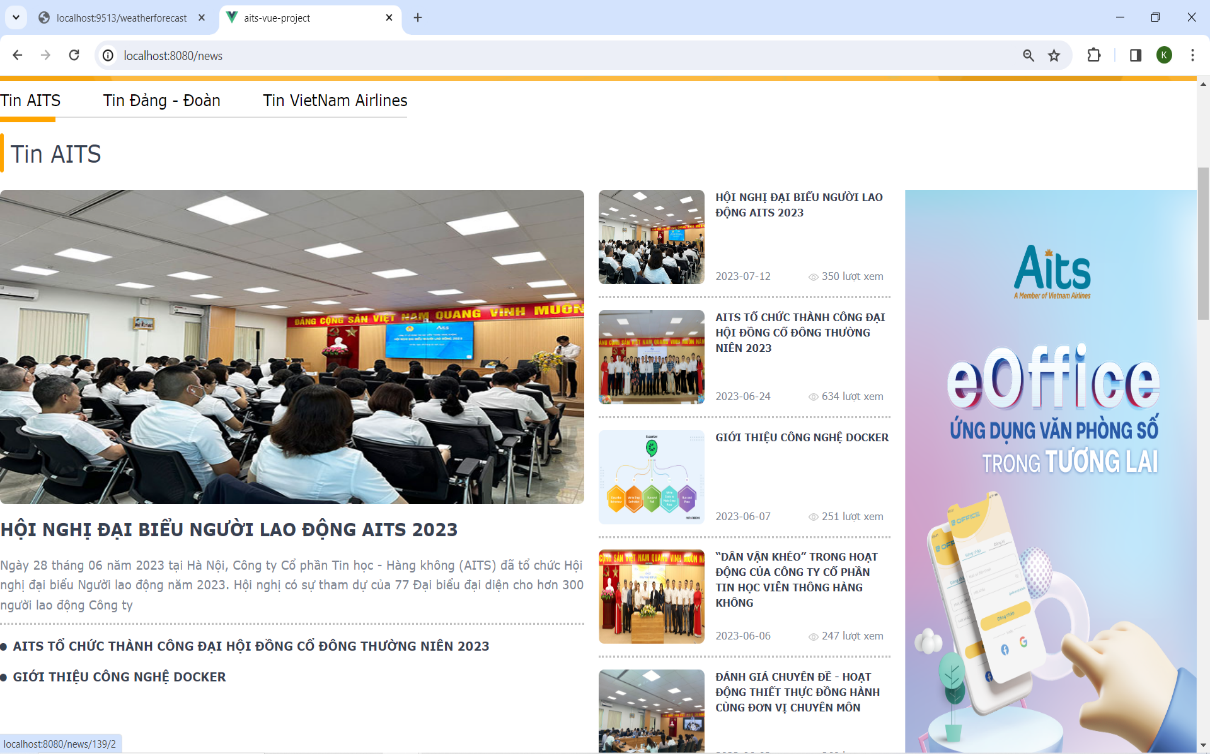 localhost:9513/weatherforecast
aits-vue-project
localhost:8080/news
K
Tin AITS
Tin Đảng - Đoàn
Tin VietNam Airlines
Tin AITS
ĐẢNG CỘNG SẢN VIỆT NAM QUANG VINH MUÔN
HỘI NGHỊ ĐẠI BIỂU NGƯỜI LAO ĐỘNG AITS 2023
Ngày 28 tháng 06 năm 2023 tại Hà Nội, Công ty Cổ phần Tin học - Hàng không (AITS) đã tổ chức Hội
nghị đại biểu Người lao động năm 2023. Hội nghị có sự tham dự của 77 Đại biểu đại diện cho hơn 300
người lao động Công ty
AITS TỔ CHỨC THÀNH CÔNG ĐẠI HỘI ĐỒNG CỔ ĐÔNG THƯỜNG NIÊN 2023
GIỚI THIỆU CÔNG NGHỆ DOCKER
HỘI NGHỊ ĐẠI BIỂU NGƯỜI LAO
ĐỘNG AITS 2023
2023-07-12
350 lượt xem
AITS TỔ CHỨC THÀNH CÔNG ĐẠI
HỘI ĐỒNG CỔ ĐÔNG THƯỜNG
NIÊN 2023
2023-06-24
634 lượt xem
GIỚI THIỆU CÔNG NGHỆ DOCKER
2023-06-07
251 lượt xem
“DÂN VẬN KHÉO” TRONG HOẠT
ĐỘNG CỦA CÔNG TY CỔ PHẦN
TIN HỌC VIỄN THÔNG HÀNG
KHÔNG
2023-06-06
247 lượt xem
ĐÁNH GIÁ CHUYÊN ĐỀ - HOẠT
ĐỘNG THIẾT THỰC ĐỒNG HÀNH
CÙNG ĐƠN VỊ CHUYÊN MÔN
Aits
A Member of Vietnam Airlines
eOffice
ỨNG DỤNG VĂN PHÒNG SỐ
TRONG TƯƠNG LAI
localhost:8080/news/139/2